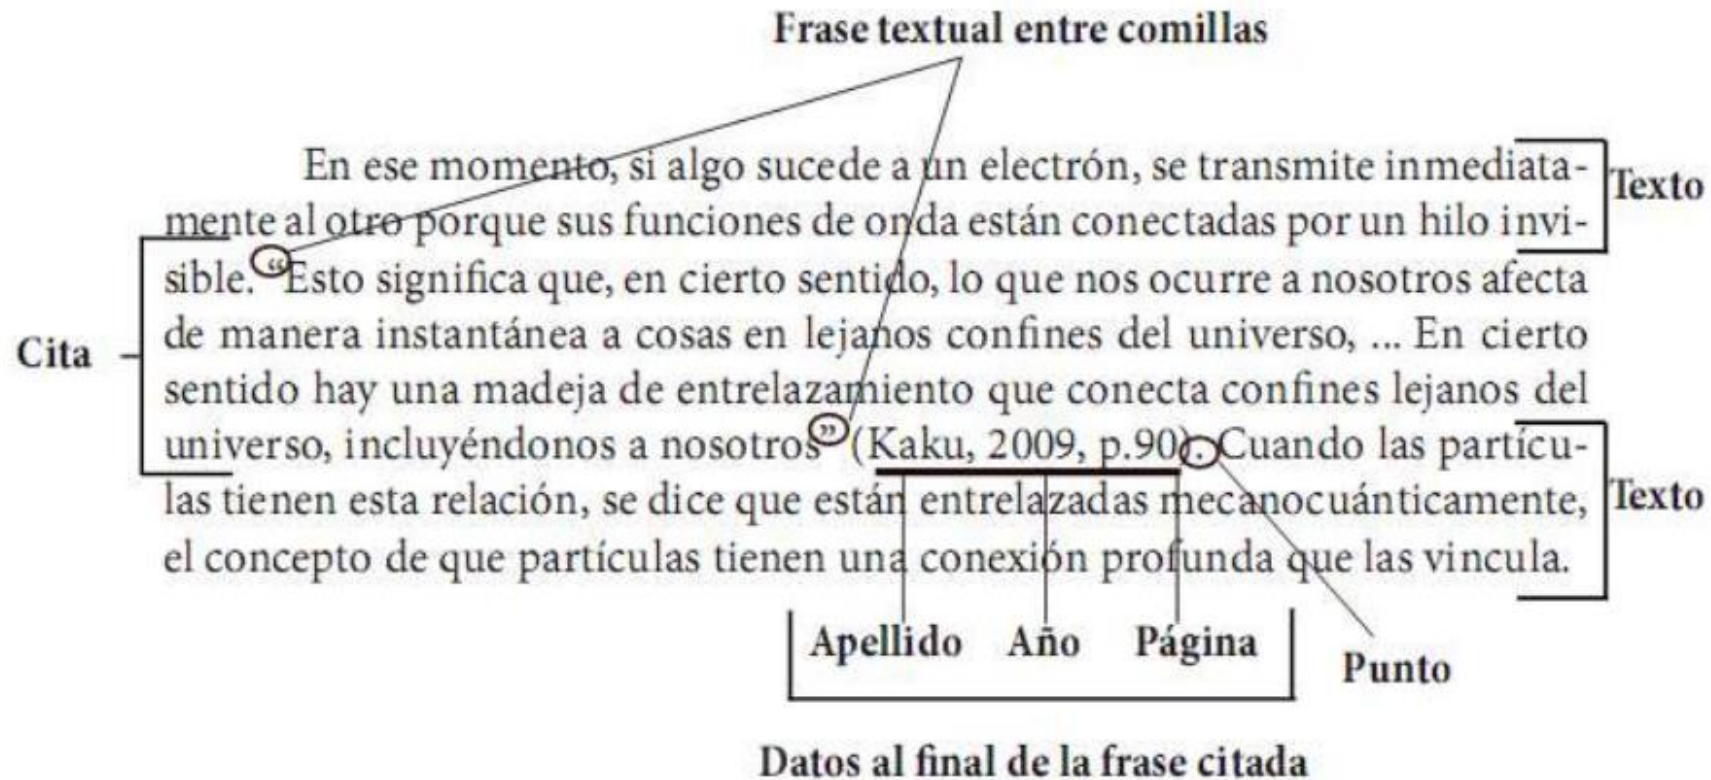 Frase textual entre comillas
En ese momento, si algo sucede a un electrón, se transmite inmediata-
mente al otro porque sus funciones de onda están conectadas por un hilo invi-
sible. “Esto significa que, en cierto sentido, lo que nos ocurre a nosotros afecta
de manera instantánea a cosas en lejanos confines del universo, ... En cierto
sentido hay una madeja de entrelazamiento que conecta confines lejanos del
universo, incluyéndonos a nosotros” (Kaku, 2009, p.90). Cuando las partícu-
las tienen esta relación, se dice que están entrelazadas mecanocuánticamente,
el concepto de que partículas tienen una conexión profunda que las vincula.
Texto
Cita
Texto
Apellido Año Página
Punto
Datos al final de la frase citada